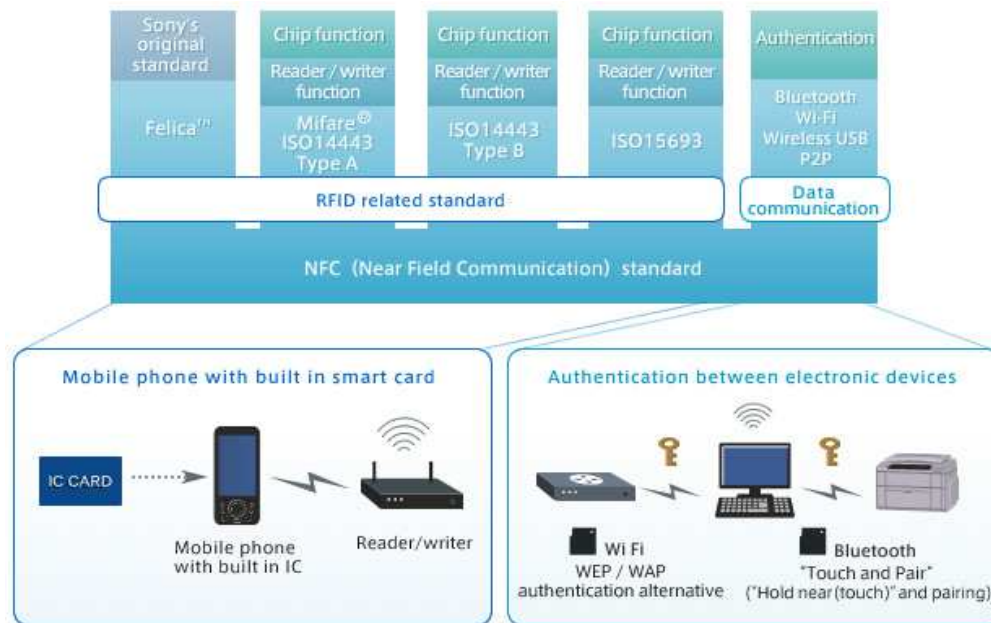 Sony's
original
standard
Felica™
Chip function
Reader / writer
function
Mifare©
ISO14443
Type A
Chip function
Reader / writer
function
ISO14443
Type B
Chip function
Reader / writer
function
ISO15693
Authentication
Bluetooth
Wi-Fi
Wireless USB
P2P
RFID related standard
Data
communication
NFC (Near Field Communication) standard
Mobile phone with built in smart card
IC CARD
Mobile phone
with built in IC
Reader/writer
Authentication between electronic devices
Wi Fi
WEP / WAP
authentication alternative
Bluetooth
"Touch and Pair"
("Hold near(touch)" and pairing)